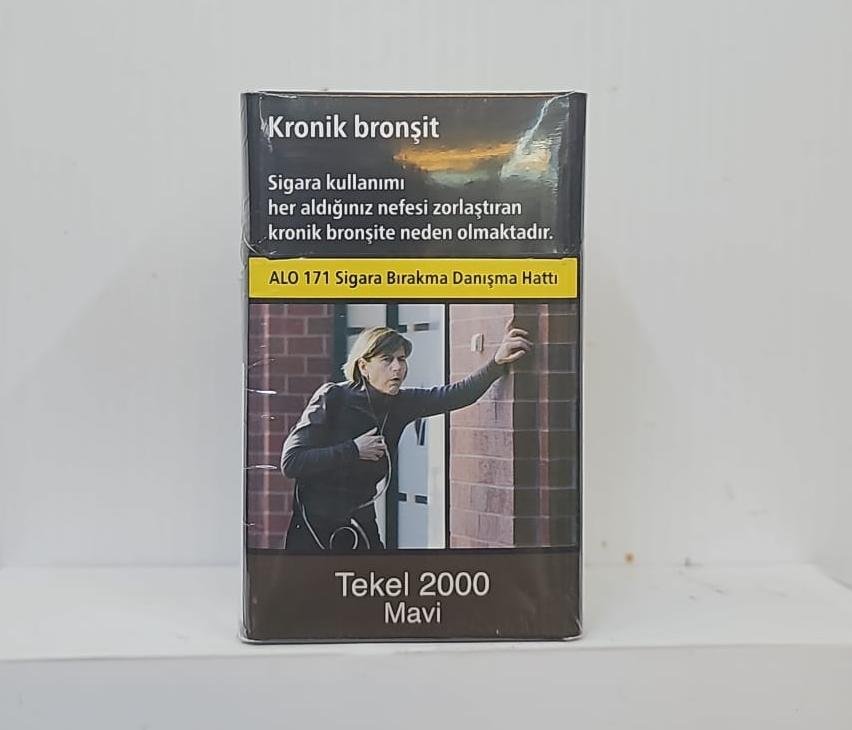 Kronik bronşit
Sigara kullanımı
her aldığınız nefesi zorlaştıran
kronik bronşite neden olmaktadır.
ALO 171 Sigara Bırakma Danışma Hattı
Tekel 2000
Mavi